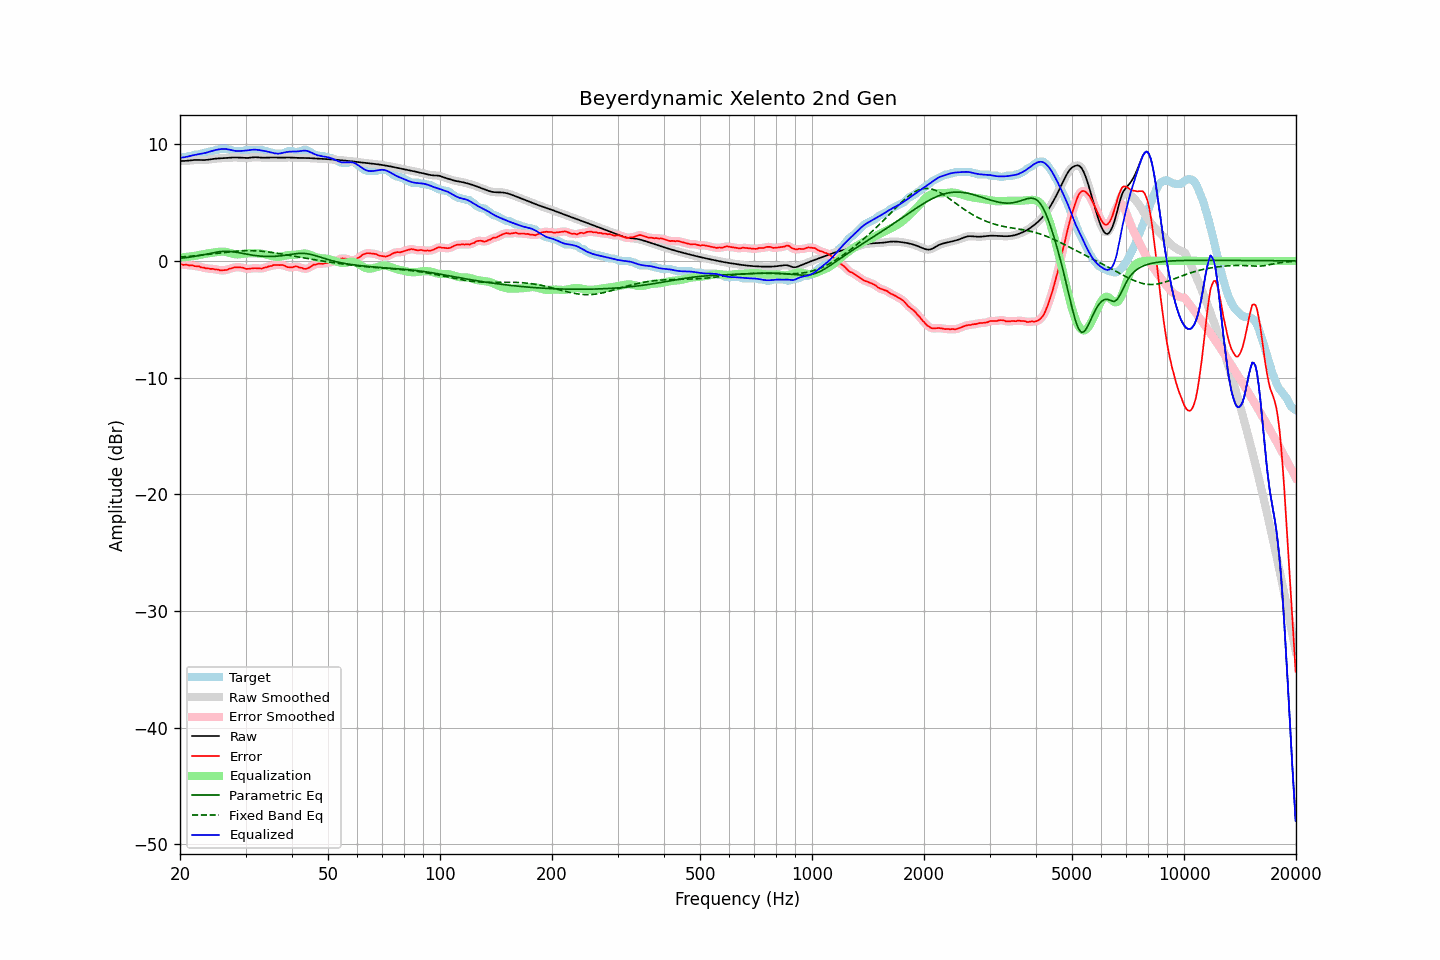 Beyerdynamic Xelento 2nd Gen
10
0
−10
−20
−30
−40
−50
Amplitude (dBr)
Target
Raw Smoothed
Error Smoothed
Raw
Error
Equalization
Parametric Eq
Fixed Band Eq
Equalized
20 50 100 200 500 1000 2000 5000 10000 20000
Frequency (Hz)